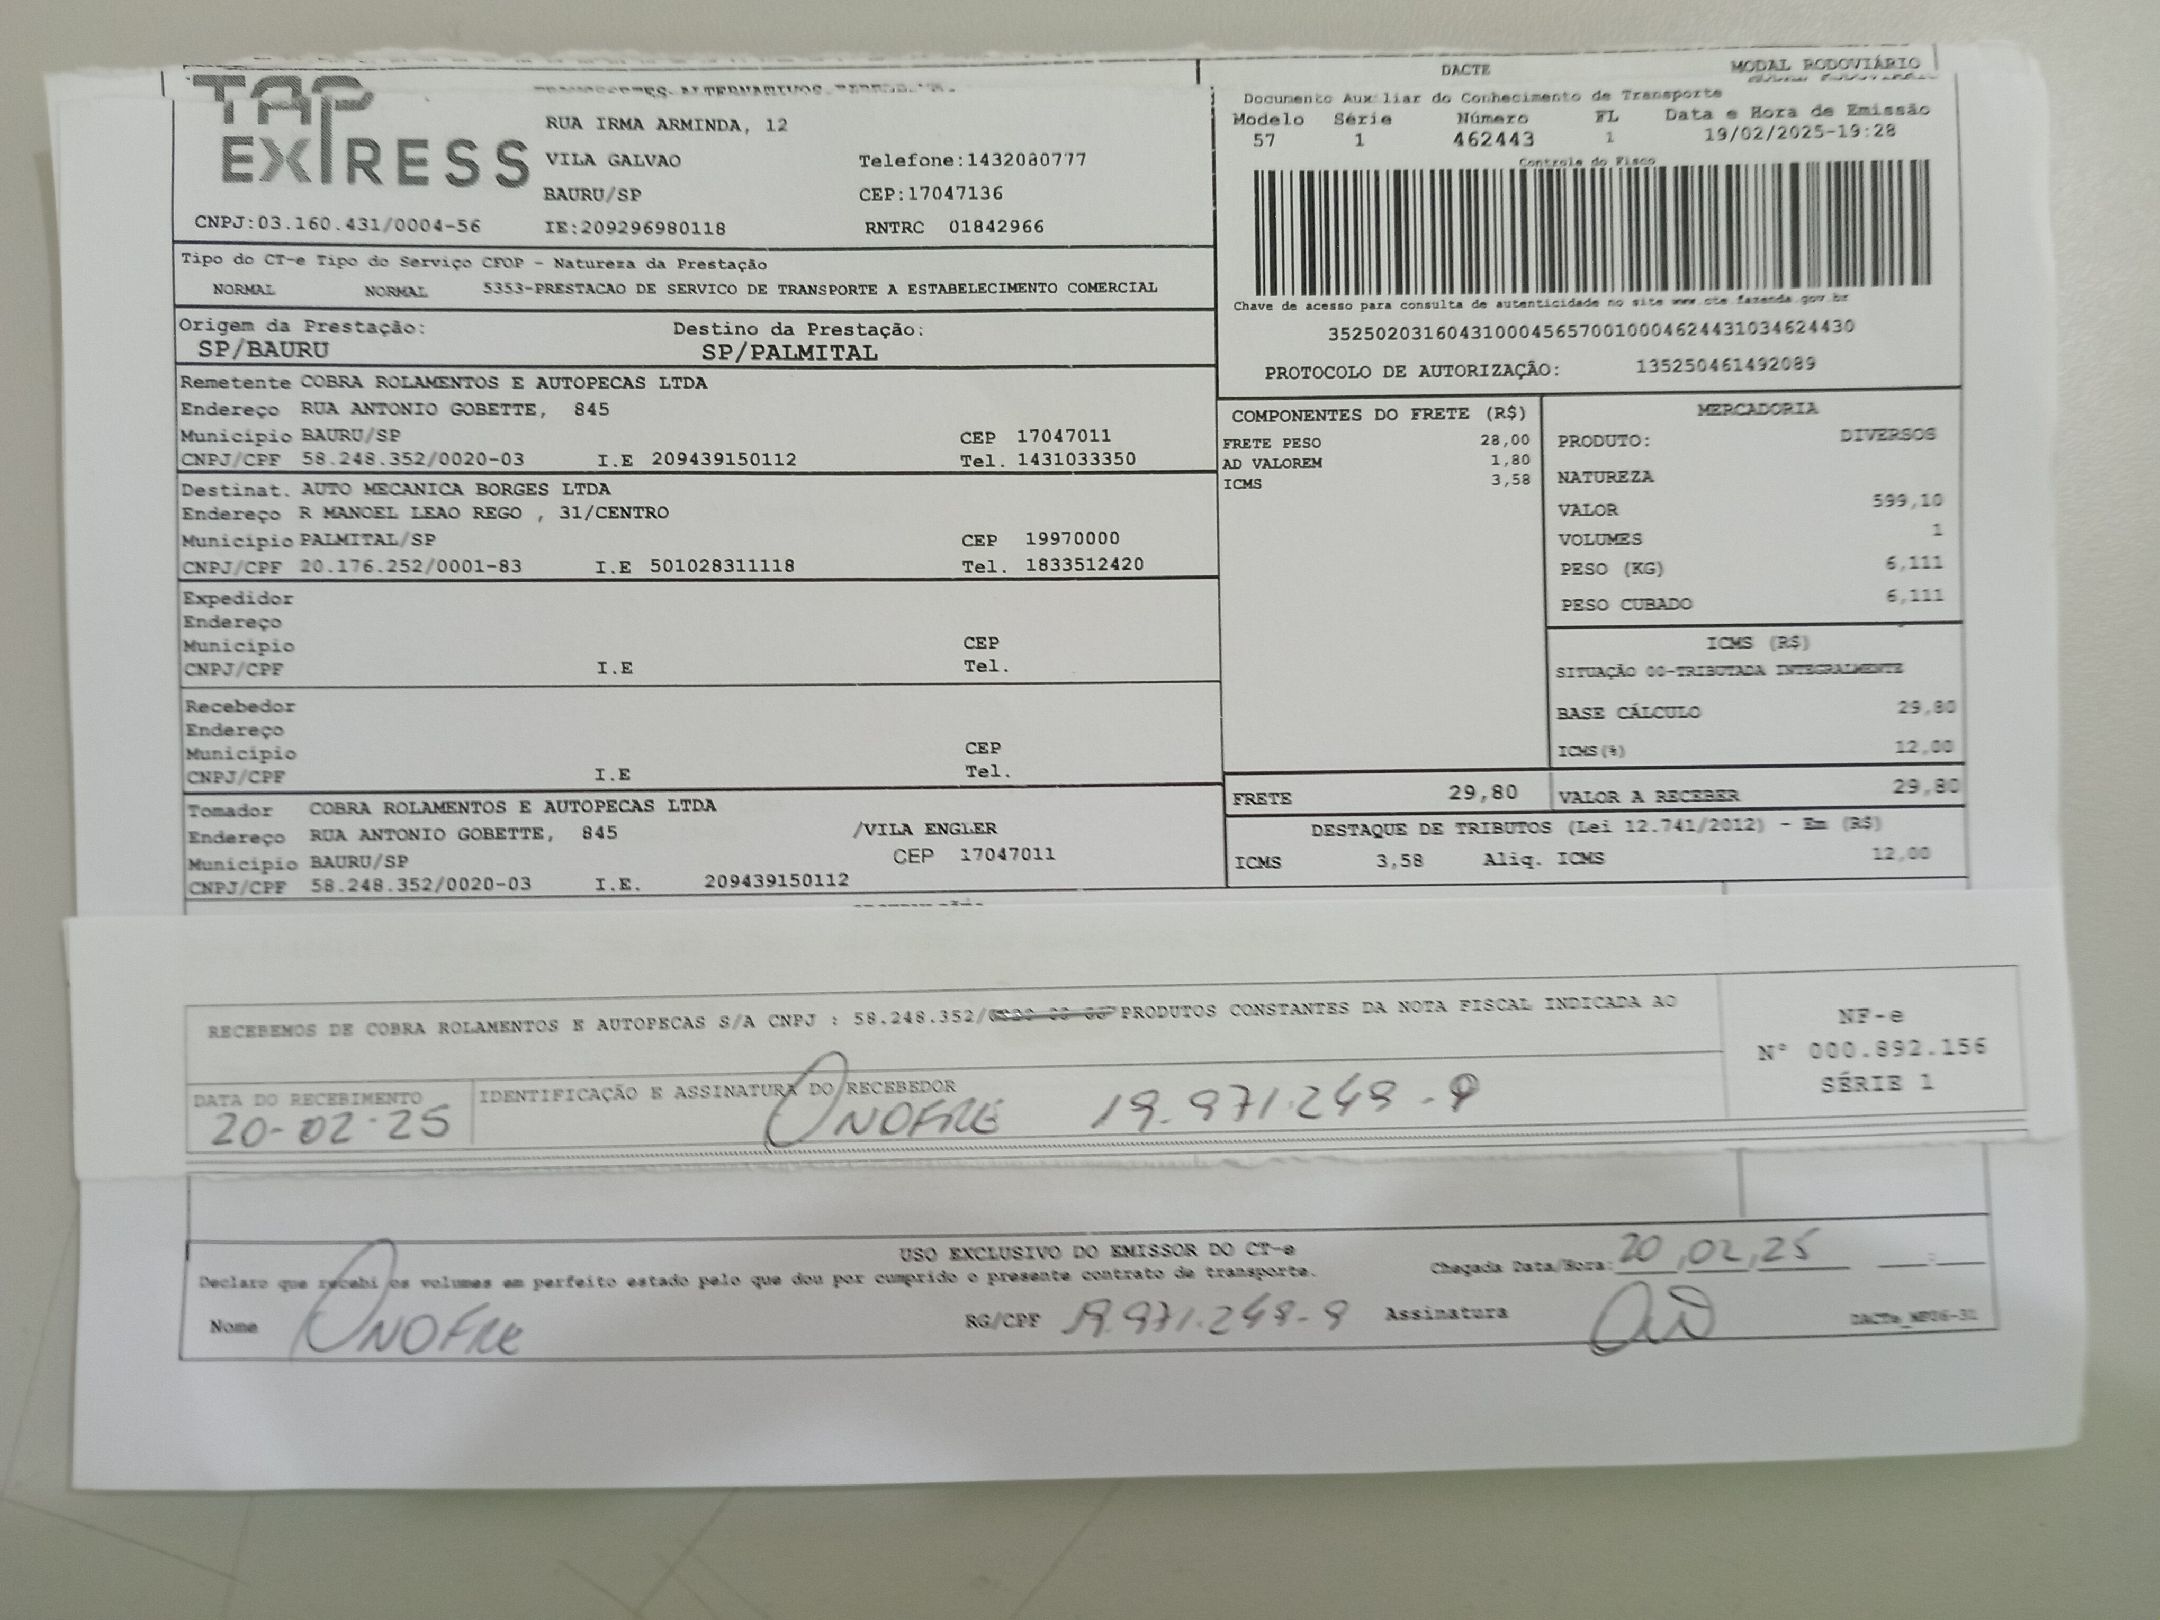 DACTE
MODAL RODOVIÁRIO
TAP EXPRESS
RUA IRMA ARMINDA, 12
VILA GALVAO Telefone:1432080777
BAURU/SP CEP:17047136
CNPJ:03.160.431/0004-56 IE:209296980118 RNTRC 01842966
Documento Auxiliar do Conhecimento de Transporte
Modelo Série Número FL Data e Hora de Emissão
57 1 462443 1 19/02/2025-19:28
Controle do Fisco
Chave de acesso para consulta de autenticidade no site www.cte.fazenda.gov.br
35250203160431000456570010004624431034624430
PROTOCOLO DE AUTORIZAÇÃO: 135250461492089
Tipo do CT-e Tipo do Serviço CFOP - Natureza da Prestação
NORMAL NORMAL 5353-PRESTACAO DE SERVICO DE TRANSPORTE A ESTABELECIMENTO COMERCIAL
Origem da Prestação: Destino da Prestação:
SP/BAURU SP/PALMITAL
Remetente COBRA ROLAMENTOS E AUTOPECAS LTDA
Endereço RUA ANTONIO GOBETTE, 845
Município BAURU/SP CEP 17047011
CNPJ/CPF 58.248.352/0020-03 I.E 209439150112 Tel. 1431033350
Destinat. AUTO MECANICA BORGES LTDA
Endereço R MANOEL LEAO REGO , 31/CENTRO
Município PALMITAL/SP CEP 19970000
CNPJ/CPF 20.176.252/0001-83 I.E 501028311118 Tel. 1833512420
Expedidor
Endereço
Município CEP
CNPJ/CPF I.E Tel.
Recebedor
Endereço
Município CEP
CNPJ/CPF I.E Tel.
Tomador COBRA ROLAMENTOS E AUTOPECAS LTDA
Endereço RUA ANTONIO GOBETTE, 845 /VILA ENGLER
Município BAURU/SP CEP 17047011
CNPJ/CPF 58.248.352/0020-03 I.E. 209439150112
COMPONENTES DO FRETE (R$)
FRETE PESO 28,00
AD VALOREM 1,80
ICMS 3,58
MERCADORIA
PRODUTO: DIVERSOS
NATUREZA
VALOR 599,10
VOLUMES 1
PESO (KG) 6,111
PESO CUBADO 6,111
ICMS (R$)
SITUAÇÃO 00-TRIBUTADA INTEGRALMENTE
BASE CÁLCULO 29,80
ICMS(%) 12,00
FRETE 29,80 VALOR A RECEBER 29,80
DESTAQUE DE TRIBUTOS (Lei 12.741/2012) - Em (R$)
ICMS 3,58 Aliq. ICMS 12,00
RECEBEMOS DE COBRA ROLAMENTOS E AUTOPECAS S/A CNPJ : 58.248.352/ PRODUTOS CONSTANTES DA NOTA FISCAL INDICADA AO
NF-e
Nº 000.892.156
SÉRIE 1
DATA DO RECEBIMENTO IDENTIFICAÇÃO E ASSINATURA DO RECEBEDOR
20-02-25 ONOFRE 19.971.249-9
USO EXCLUSIVO DO EMISSOR DO CT-e
Declaro que recebi os volumes em perfeito estado pelo que dou por cumprido o presente contrato de transporte. Chegada Data/Hora: 20,02,25
Nome ONOFRE RG/CPF 19.971.249-9 Assinatura